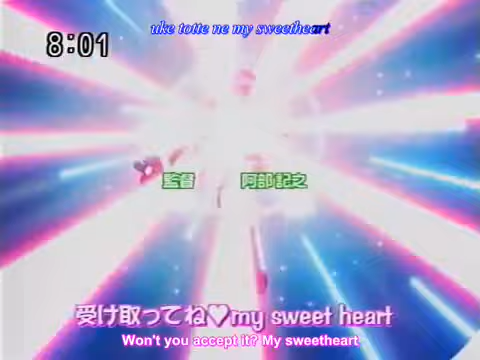 uke totte ne my sweetheart
8:01
監督 阿部記之
受け取ってね♥my sweet heart
Won't you accept it? My sweetheart